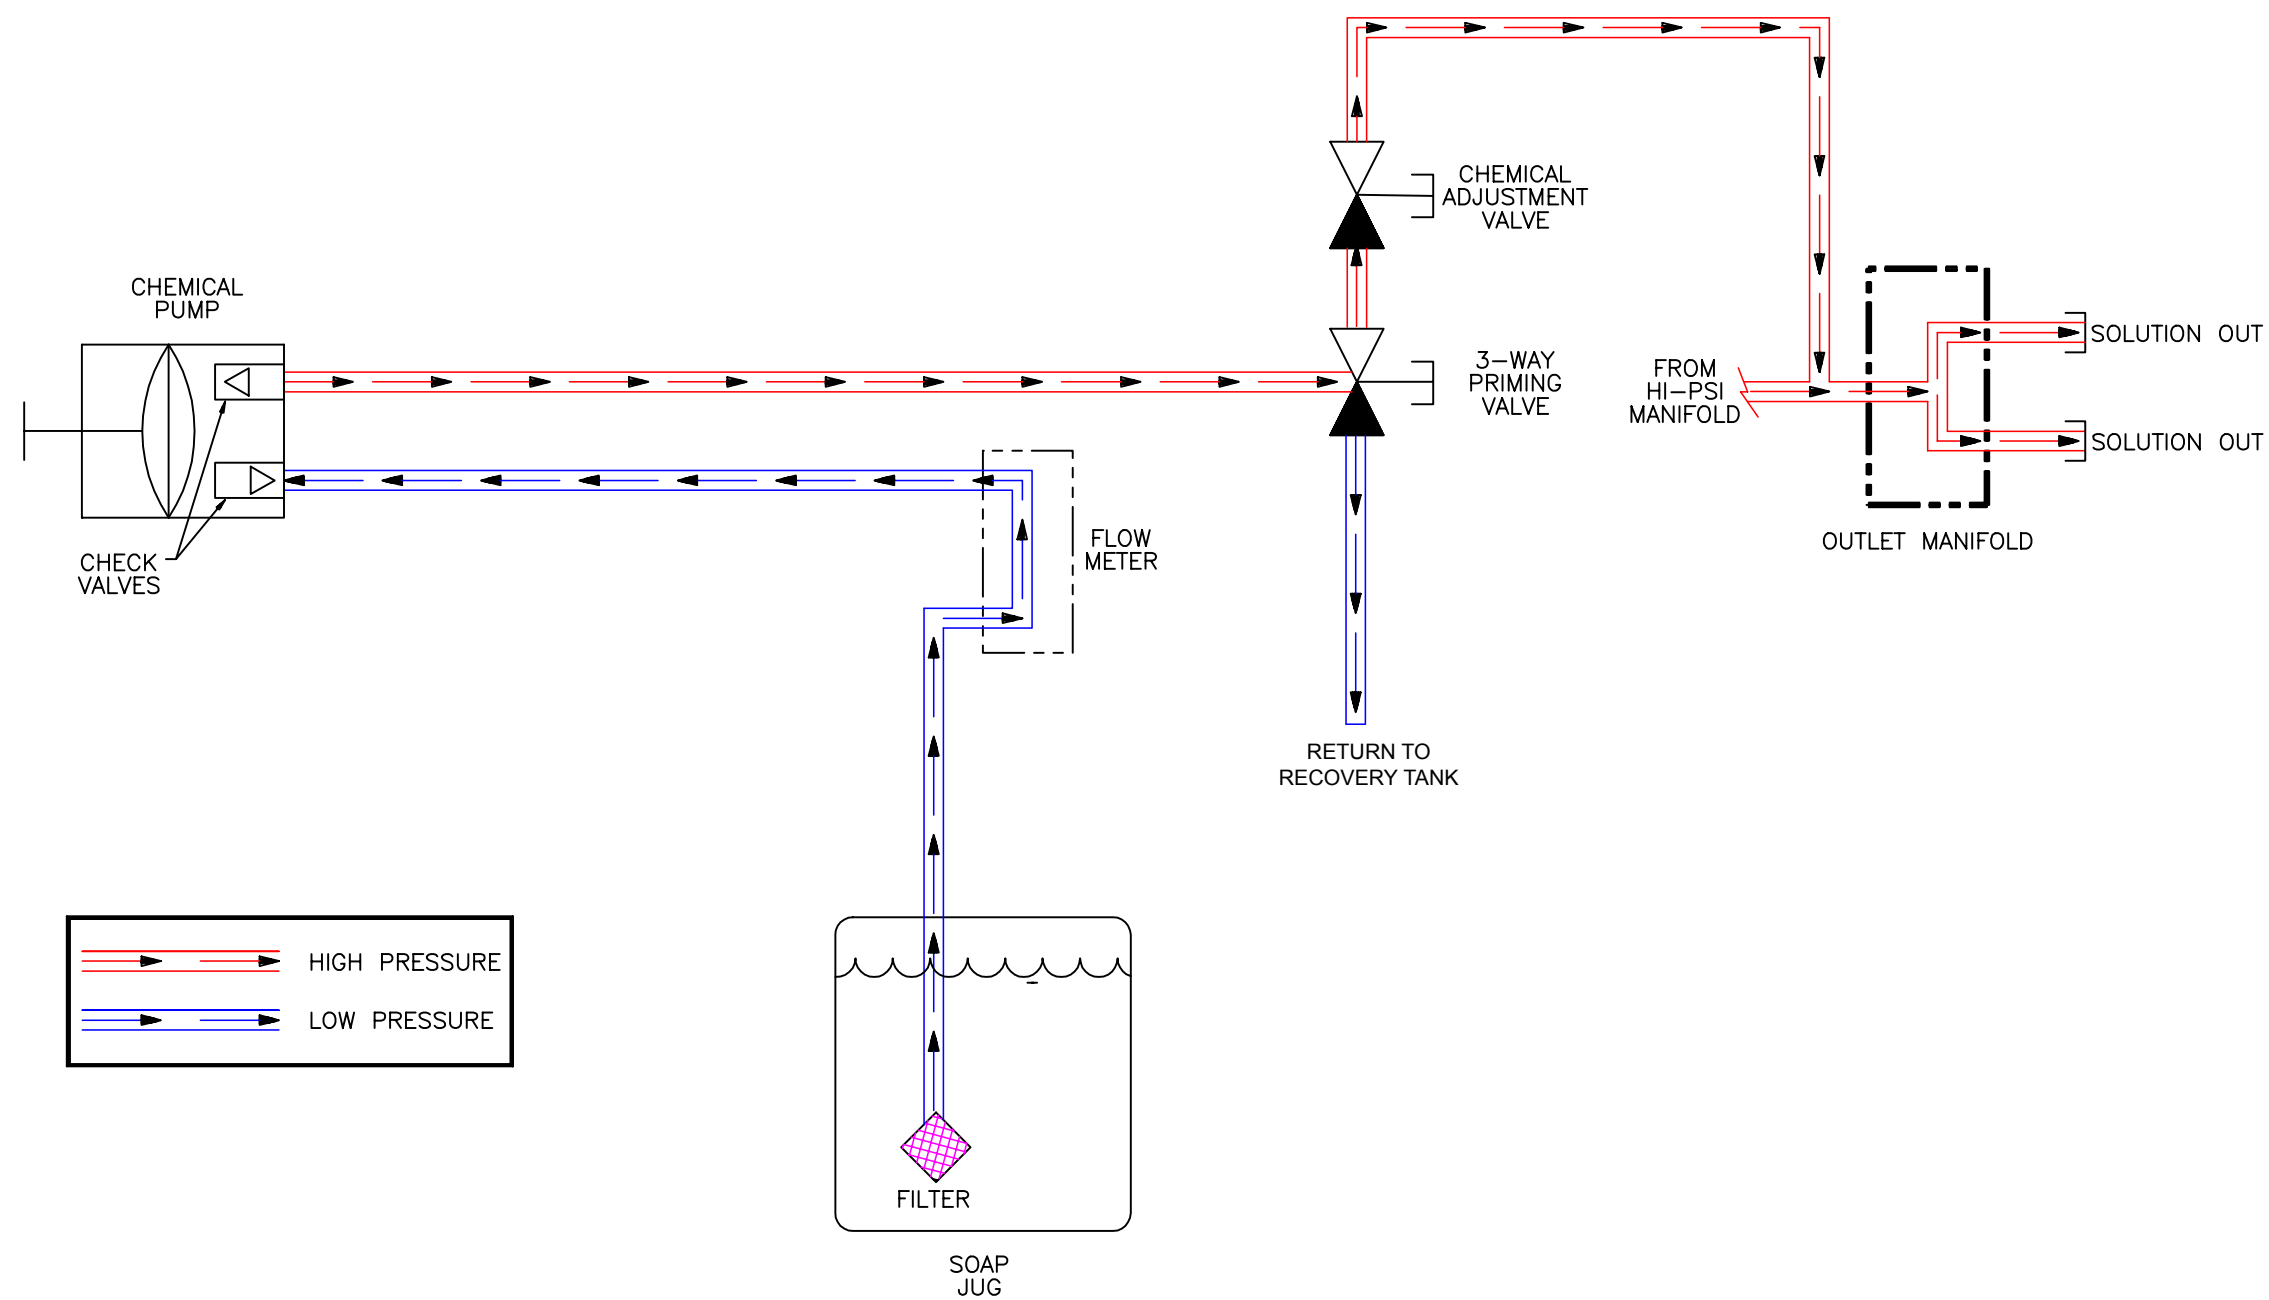 CHEMICAL
ADJUSTMENT
VALVE
CHEMICAL
PUMP
3-WAY
PRIMING
VALVE
FROM
HI-PSI
MANIFOLD
SOLUTION OUT
SOLUTION OUT
OUTLET MANIFOLD
FLOW
METER
CHECK
VALVES
RETURN TO
RECOVERY TANK
HIGH PRESSURE
LOW PRESSURE
FILTER
SOAP
JUG